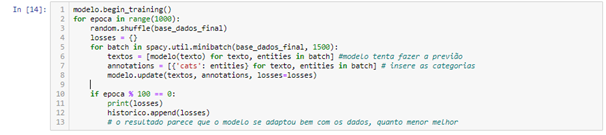 In [14]:
1 modelo.begin_training()
2 for epoca in range(1000):
3     random.shuffle(base_dados_final)
4     losses = {}
5     for batch in spacy.util.minibatch(base_dados_final, 1500):
6         textos = [modelo(texto) for texto, entities in batch] #modelo tenta fazer a previão
7         annotations = [{'cats': entities} for texto, entities in batch] # insere as categorias
8         modelo.update(textos, annotations, losses=losses)
9
10     if epoca % 100 == 0:
11         print(losses)
12         historico.append(losses)
13         # o resultado parece que o modelo se adaptou bem com os dados, quanto menor melhor